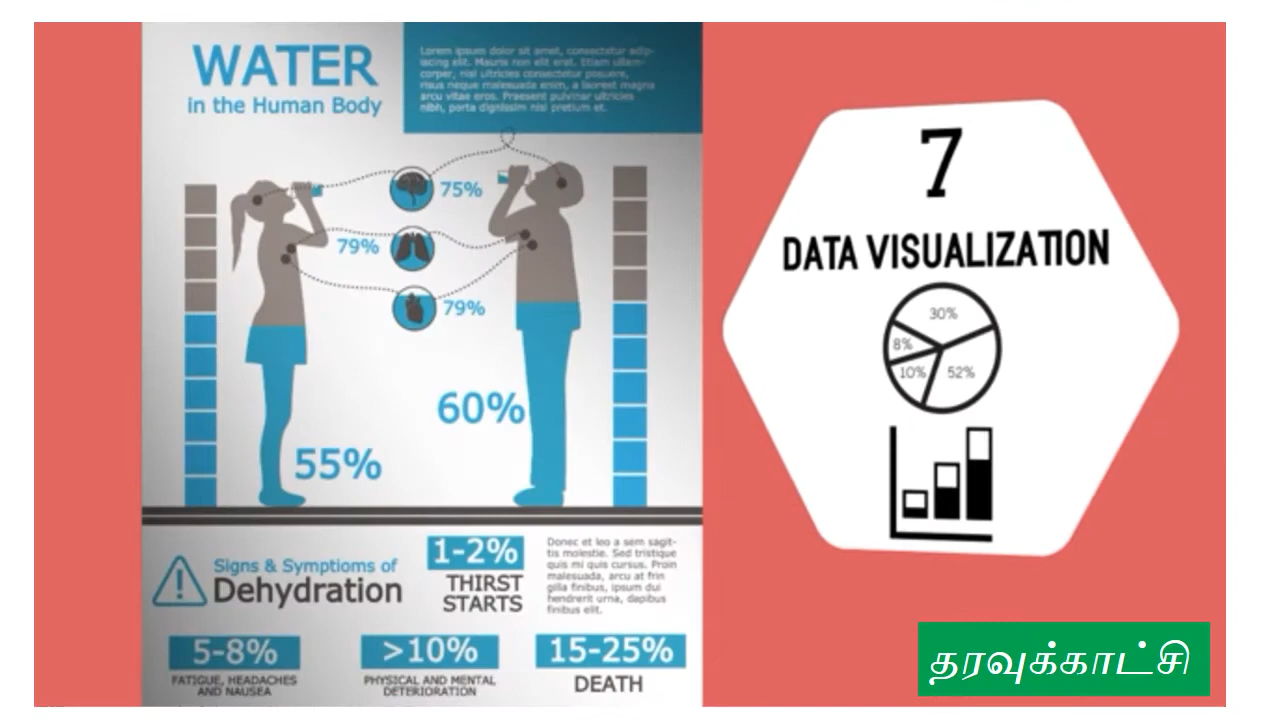 WATER
in the Human Body
Lorem ipsum dolor sit amet, consectetur adip-
iscing elit. Mauris non elit erat. Etiam ullam-
corper, nisl ultricies consectetur posuere,
risus neque malesuada enim, a laoreet magna
arcu vitae eros. Praesent pulvinar ultricies
nibh, porta dignissim nisl pretium et.
75%
79%
79%
60%
55%
Signs & Symptoms of
Dehydration
1-2%
THIRST
STARTS
Donec et leo a sem sagit-
tis molestie. Sed tristique
quis mi quis cursus. Proin
malesuada, arcu at frin
gilla finibus, ipsum dui
hendrerit urna, dapibus
finibus elit.
5-8%
FATIGUE, HEADACHES
AND NAUSEA
>10%
PHYSICAL AND MENTAL
DETERIORATION
15-25%
DEATH
7
DATA VISUALIZATION
30%
8%
10%
52%
தரவுக்காட்சி